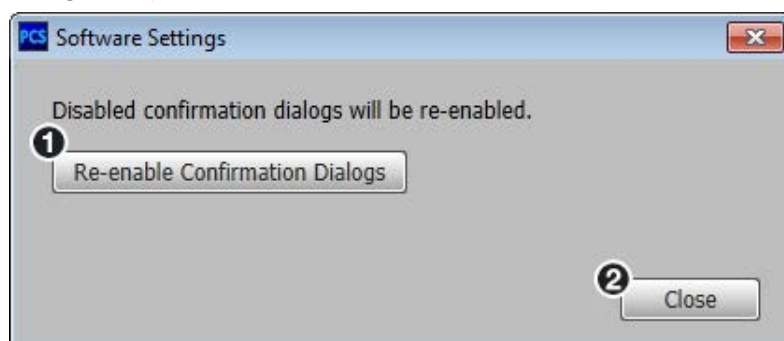 PCS Software Settings
Disabled confirmation dialogs will be re-enabled.
1
Re-enable Confirmation Dialogs
2
Close